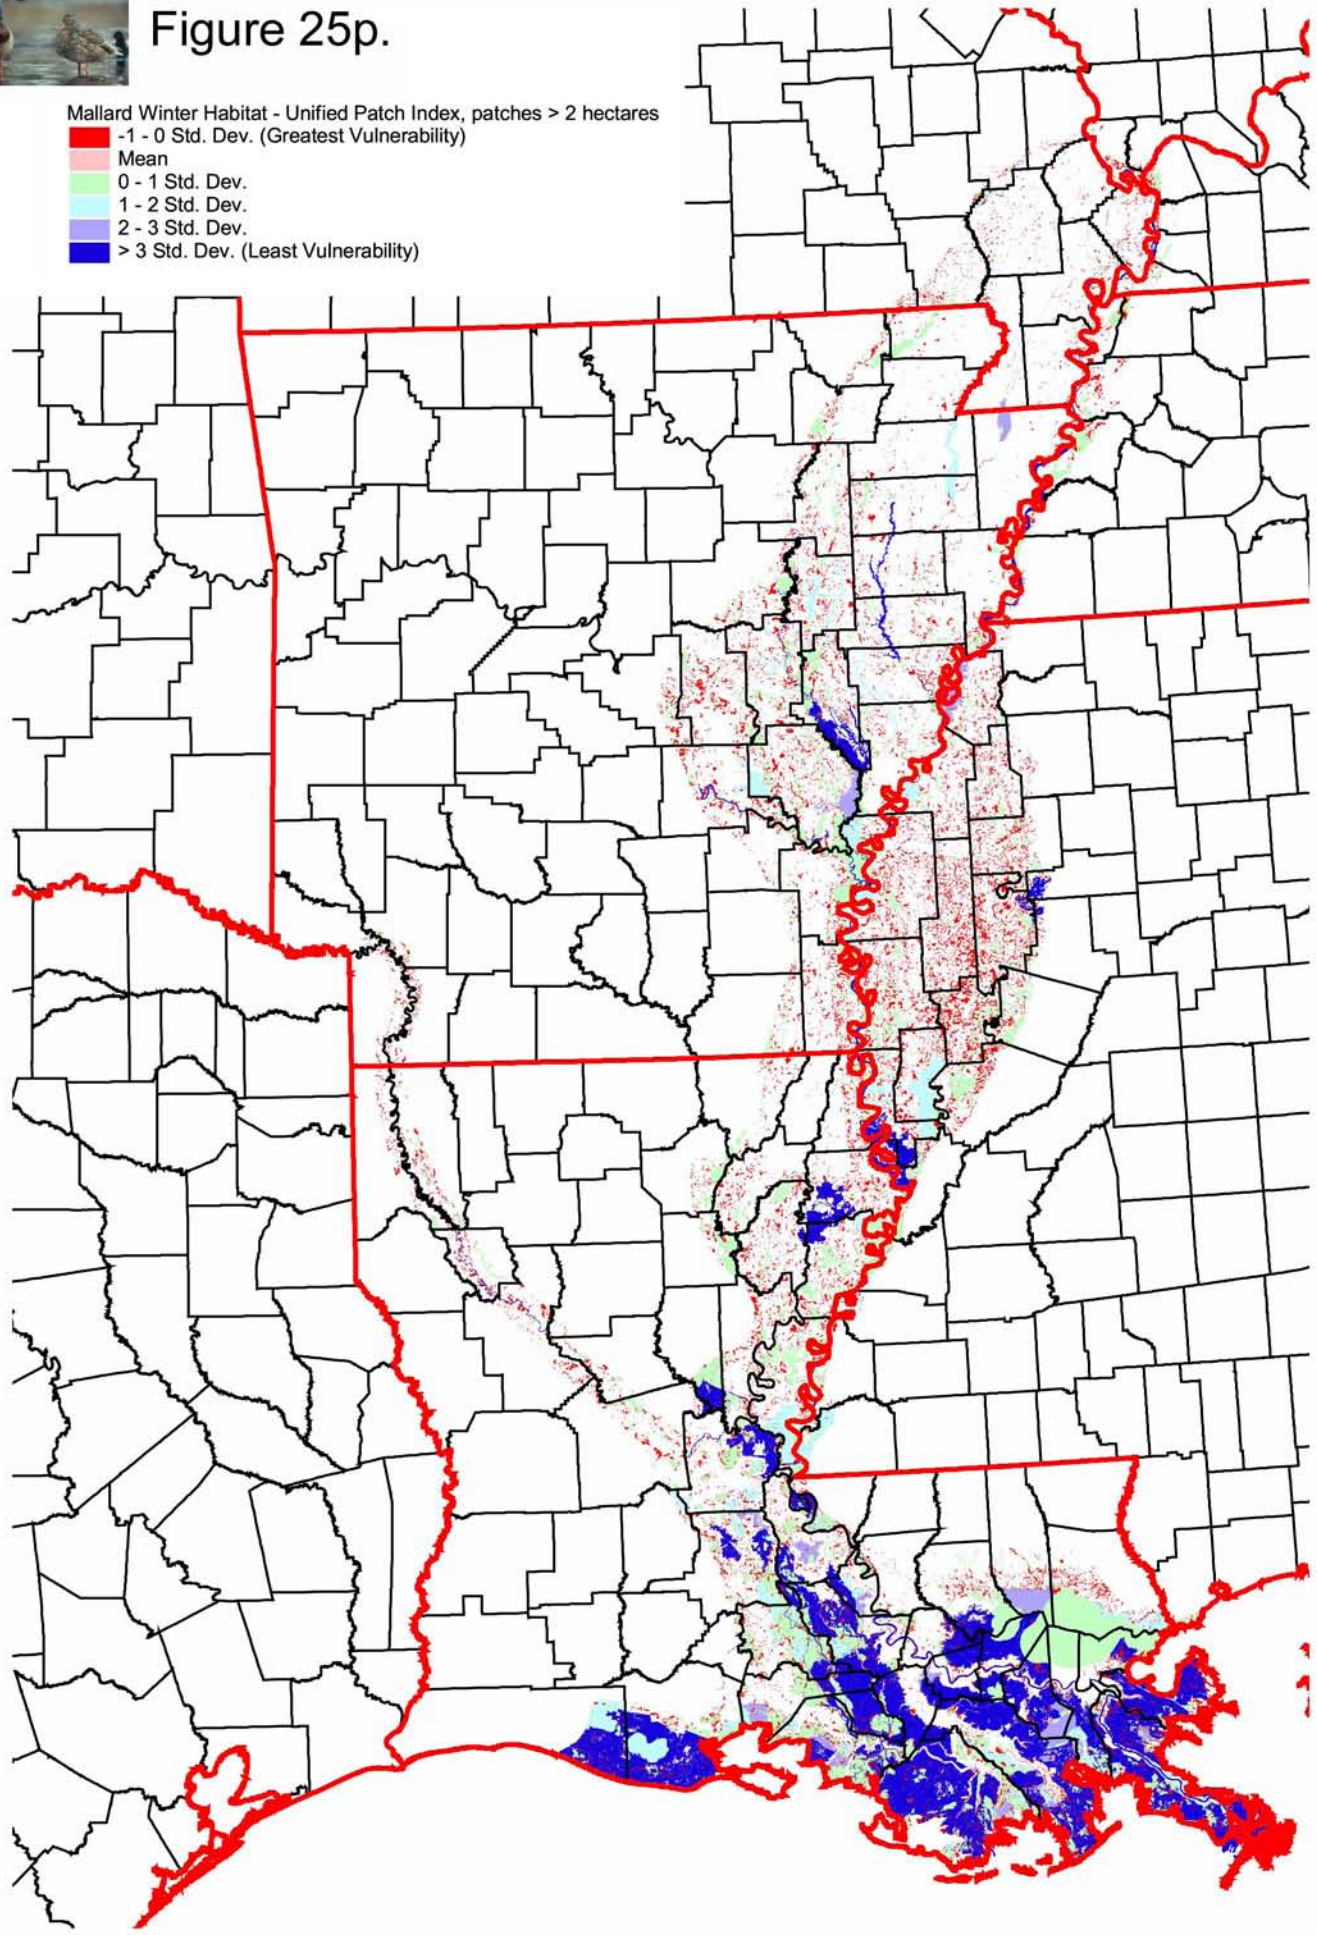 Figure 25p.
Mallard Winter Habitat - Unified Patch Index, patches > 2 hectares
-1 - 0 Std. Dev. (Greatest Vulnerability)
Mean
0 - 1 Std. Dev.
1 - 2 Std. Dev.
2 - 3 Std. Dev.
> 3 Std. Dev. (Least Vulnerability)